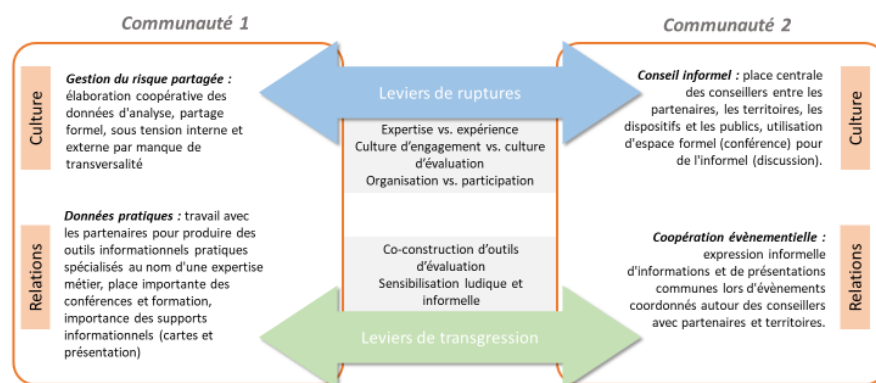 Communauté 1
Communauté 2
Culture
Gestion du risque partagée :
élaboration coopérative des
données d'analyse, partage
formel, sous tension interne et
externe par manque de
transversalité
Leviers de ruptures
Expertise vs. expérience
Culture d'engagement vs. culture
d'évaluation
Organisation vs. participation
Conseil informel : place centrale
des conseillers entre les
partenaires, les territoires, les
dispositifs et les publics, utilisation
d'espace formel (conférence) pour
de l'informel (discussion).
Culture
Relations
Données pratiques : travail avec
les partenaires pour produire des
outils informationnels pratiques
spécialisés au nom d'une expertise
métier, place importante des
conférences et formation,
importance des supports
informationnels (cartes et
présentation)
Co-construction d'outils
d'évaluation
Sensibilisation ludique et
informelle
Leviers de transgression
Coopération évènementielle :
expression informelle
d'informations et de présentations
communes lors d'évènements
coordonnés autour des conseillers
avec partenaires et territoires.
Relations